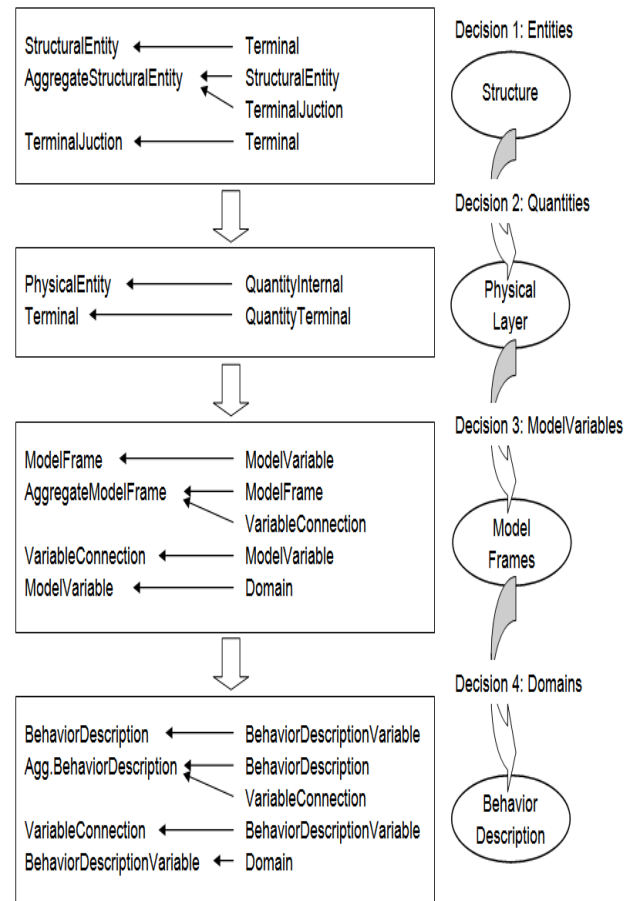 Decision 1: Entities
StructuralEntity Terminal
AggregateStructuralEntity StructuralEntity
TerminalJuction
TerminalJuction Terminal
Structure
Decision 2: Quantities
PhysicalEntity QuantityInternal
Terminal QuantityTerminal
Physical
Layer
Decision 3: ModelVariables
ModelFrame ModelVariable
AggregateModelFrame ModelFrame
VariableConnection
VariableConnection ModelVariable
ModelVariable Domain
Model
Frames
Decision 4: Domains
BehaviorDescription BehaviorDescriptionVariable
Agg.BehaviorDescription BehaviorDescription
VariableConnection
VariableConnection BehaviorDescriptionVariable
BehaviorDescriptionVariable Domain
Behavior
Description